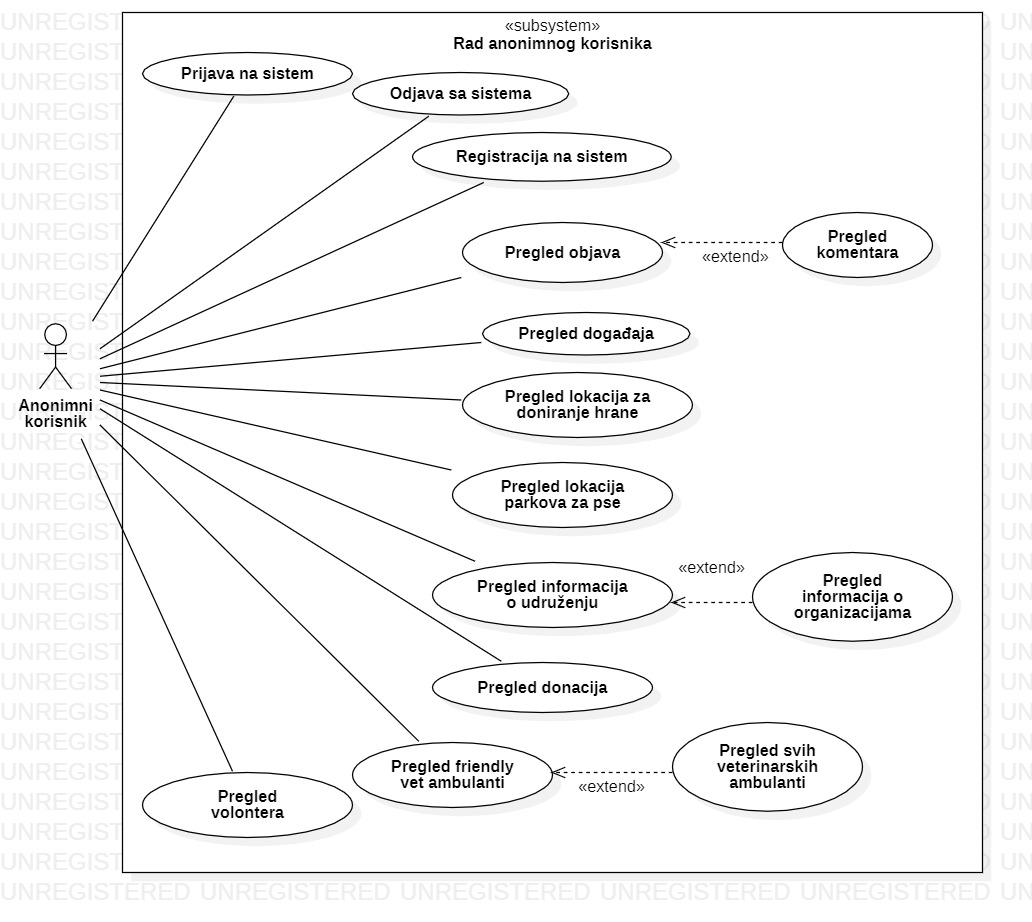 «subsystem»
Rad anonimnog korisnika
Prijava na sistem
Odjava sa sistema
Registracija na sistem
Pregled objava
«extend»
Pregled
komentara
Pregled događaja
Anonimni
korisnik
Pregled lokacija za
doniranje hrane
Pregled lokacija
parkova za pse
Pregled informacija
o udruženju
«extend»
Pregled
informacija o
organizacijama
Pregled donacija
Pregled friendly
vet ambulanti
«extend»
Pregled svih
veterinarskih
ambulanti
Pregled
volontera
UNREGISTERED UNREGISTERED UNREGISTERED UNREGISTERED UNREGISTERED UN